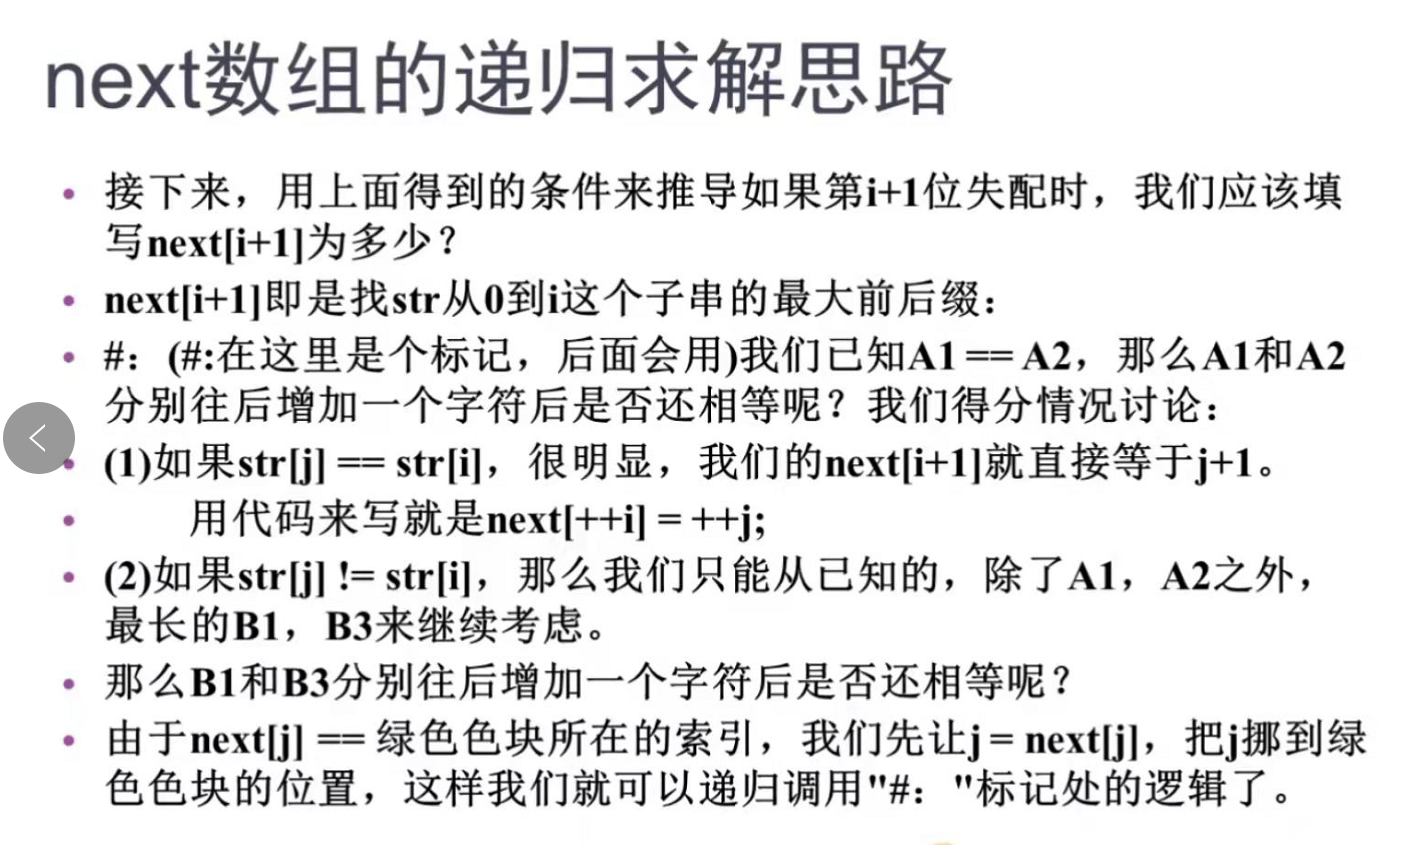 next数组的递归求解思路
• 接下来，用上面得到的条件来推导如果第i+1位失配时，我们应该填
写next[i+1]为多少？
• next[i+1]即是找str从0到i这个子串的最大前后缀：
• #：(#:在这里是个标记，后面会用)我们已知A1 == A2，那么A1和A2
分别往后增加一个字符后是否还相等呢？我们得分情况讨论：
• (1)如果str[j] == str[i]，很明显，我们的next[i+1]就直接等于j+1。
• 用代码来写就是next[++i] = ++j;
• (2)如果str[j] != str[i]，那么我们只能从已知的，除了A1，A2之外，
最长的B1，B3来继续考虑。
• 那么B1和B3分别往后增加一个字符后是否还相等呢？
• 由于next[j] == 绿色色块所在的索引，我们先让j = next[j]，把j挪到绿
色色块的位置，这样我们就可以递归调用"#："标记处的逻辑了。